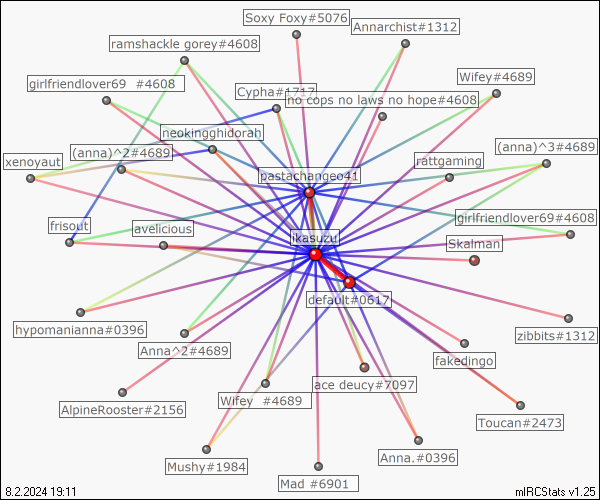 Soxy Foxy#5076
Annarchist#1312
ramshackle gorey#4608
Wifey#4689
girlfriendlover69 #4608
Cypha#1717
no cops no laws no hope#4608
neokingghidorah
(anna)^2#4689
(anna)^3#4689
xenoyaut
rattgaming
pastachangeo41
girlfriendlover69#4608
frisout
avelicious
ikasuzu
Skalman
default#0617
hypomanianna#0396
zibbits#1312
Anna^2#4689
fakedingo
ace deucy#7097
Wifey #4689
AlpineRooster#2156
Toucan#2473
Anna.#0396
Mushy#1984
Mad #6901
8.2.2024 19:11
mIRCStats v1.25